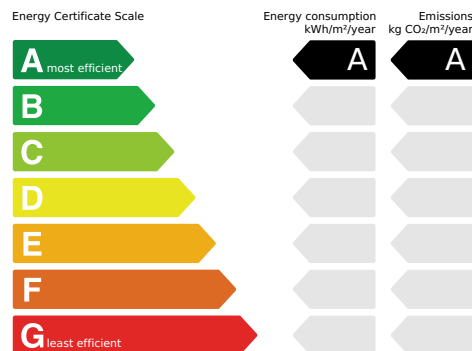 Energy Certificate Scale
Energy consumption
kWh/m²/year
Emissions
kg CO₂/m²/year
A most efficient
A
A
B
C
D
E
F
G least efficient